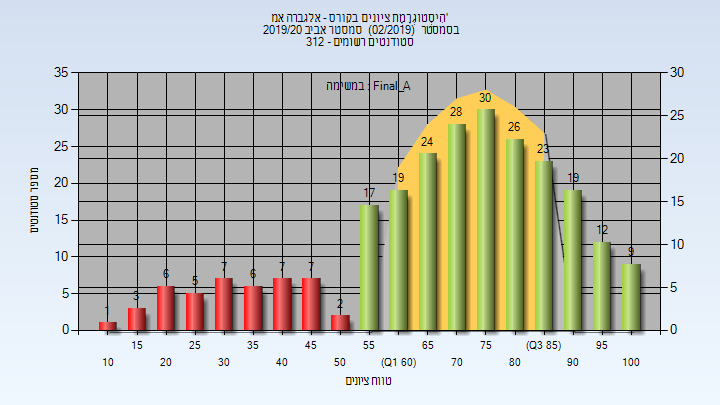 היסטוגרמת ציונים בקורס - אלגברה אמ'
בסמסטר (02/2019) סמסטר אביב 2019/20
סטודנטים רשומים - 312
במשימה : Final_A
מספר סטודנטים
35 30 25 20 15 10 5 0
30 25 20 15 10 5 0
1 3 6 5 7 6 7 7 2 17 19 24 28 30 26 23 19 12 9
10 15 20 25 30 35 40 45 50 55 (Q1 60) 65 70 75 80 (Q3 85) 90 95 100
טווח ציונים